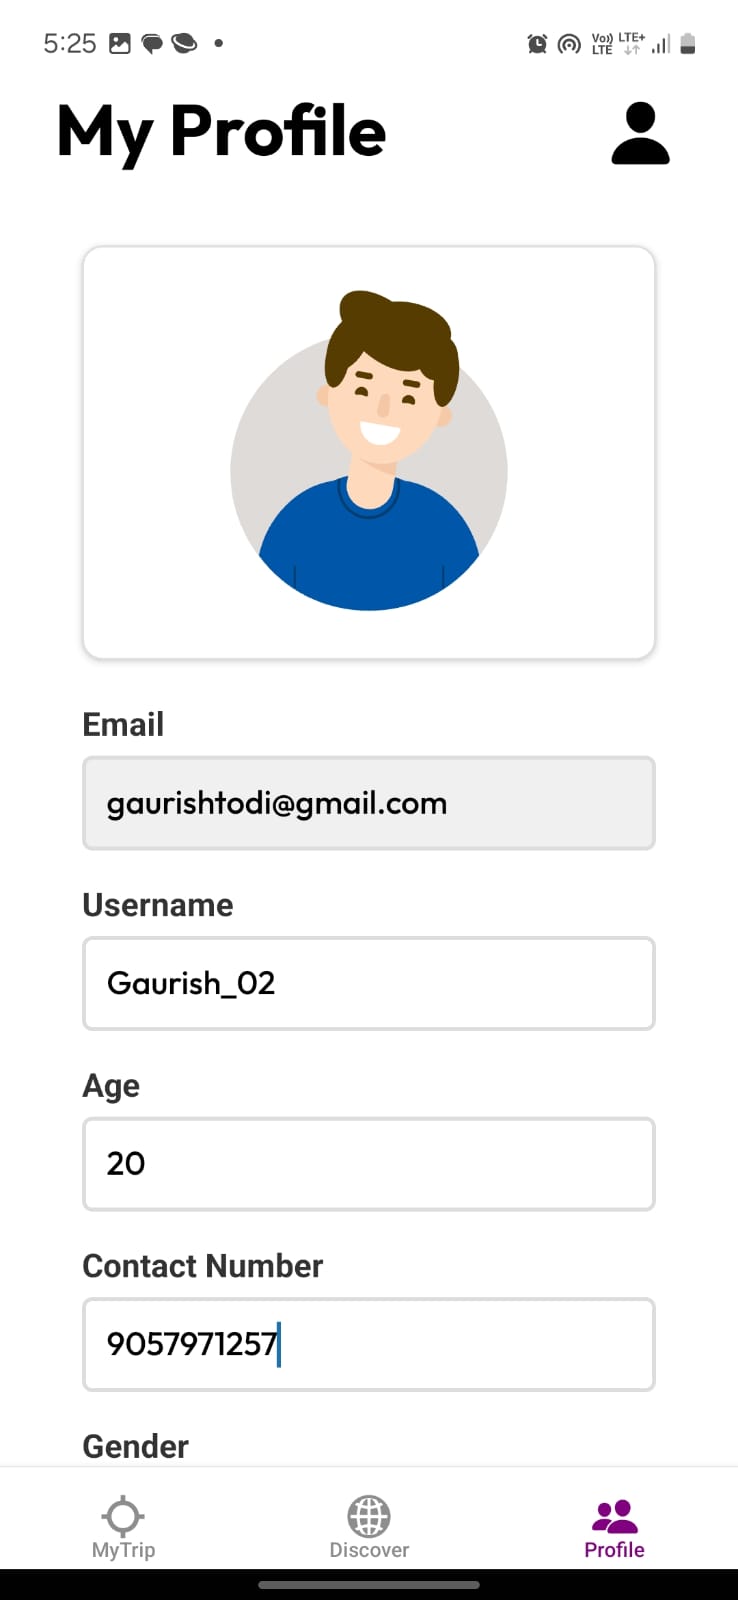 5:25
Vo)) LTE+
LTE
My Profile
Email
gaurishtodi@gmail.com
Username
Gaurish_02
Age
20
Contact Number
9057971257
Gender
MyTrip Discover Profile